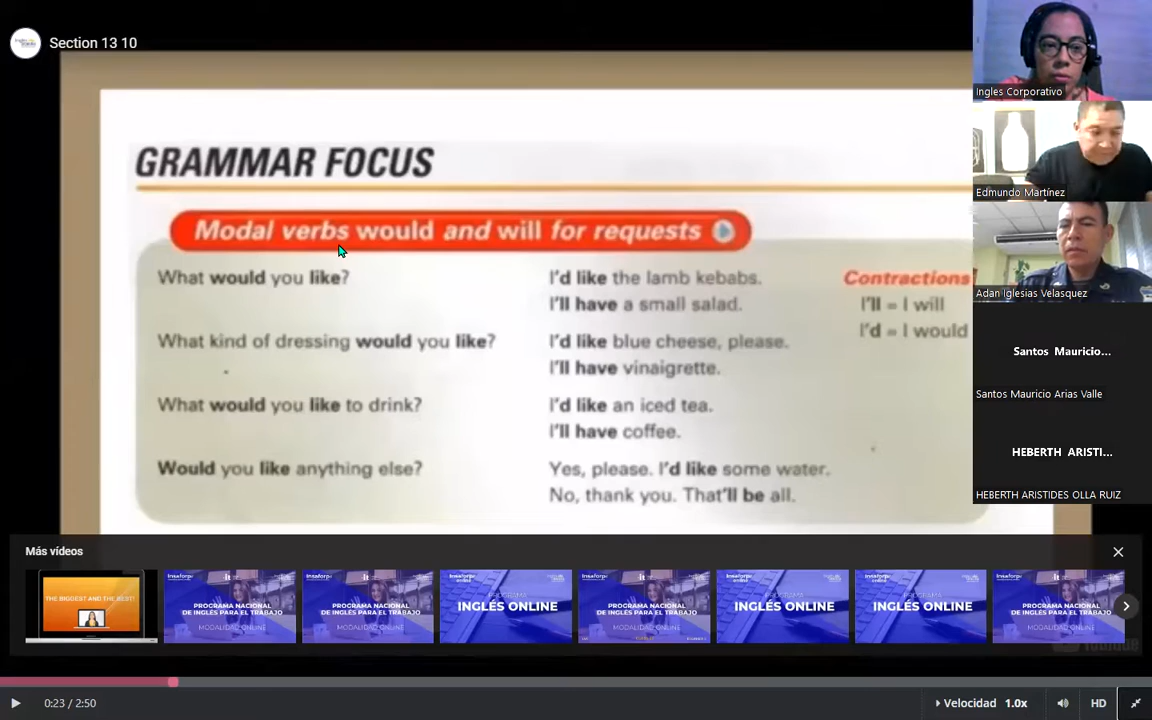 Section 13 10
GRAMMAR FOCUS
Modal verbs would and will for requests
What would you like?
I'd like the lamb kebabs.
I'll have a small salad.
Contractions
I'll = I will
I'd = I would
What kind of dressing would you like?
I'd like blue cheese, please.
I'll have vinaigrette.
What would you like to drink?
I'd like an iced tea.
I'll have coffee.
Would you like anything else?
Yes, please. I'd like some water.
No, thank you. That'll be all.
Ingles Corporativo
Edmundo Martínez
Adan Iglesias Velasquez
Santos Mauricio...
Santos Mauricio Arias Valle
HEBERTH ARISTI...
HEBERTH ARISTIDES OLLA RUIZ
Más vídeos
THE BIGGEST AND THE BEST!
PROGRAMA NACIONAL
DE INGLÉS PARA EL TRABAJO
MODALIDAD ONLINE
PROGRAMA NACIONAL
DE INGLÉS PARA EL TRABAJO
MODALIDAD ONLINE
PROGRAMA
INGLÉS ONLINE
PROGRAMA NACIONAL
DE INGLÉS PARA EL TRABAJO
MODALIDAD ONLINE
PROGRAMA
INGLÉS ONLINE
PROGRAMA
INGLÉS ONLINE
PROGRAMA NACIONAL
DE INGLÉS PARA EL TRABAJO
MODALIDAD ONLINE
0:23 / 2:50
Velocidad 1.0x
HD